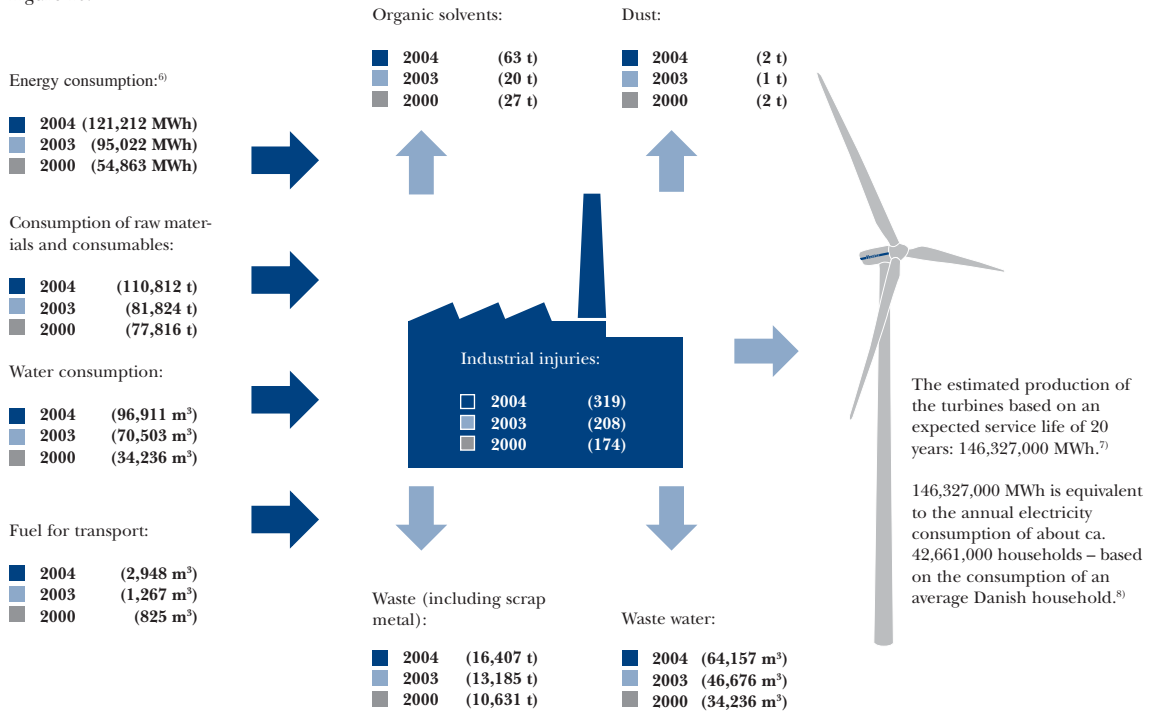 Organic solvents:
2004 (63 t)
2003 (20 t)
2000 (27 t)
Dust:
2004 (2 t)
2003 (1 t)
2000 (2 t)
Energy consumption:⁶⁾
2004 (121,212 MWh)
2003 (95,022 MWh)
2000 (54,863 MWh)
Consumption of raw mater-
ials and consumables:
2004 (110,812 t)
2003 (81,824 t)
2000 (77,816 t)
Water consumption:
2004 (96,911 m³)
2003 (70,503 m³)
2000 (34,236 m³)
Fuel for transport:
2004 (2,948 m³)
2003 (1,267 m³)
2000 (825 m³)
Industrial injuries:
2004 (319)
2003 (208)
2000 (174)
Waste (including scrap
metal):
2004 (16,407 t)
2003 (13,185 t)
2000 (10,631 t)
Waste water:
2004 (64,157 m³)
2003 (46,676 m³)
2000 (34,236 m³)
The estimated production of
the turbines based on an
expected service life of 20
years: 146,327,000 MWh.⁷⁾
146,327,000 MWh is equivalent
to the annual electricity
consumption of about ca.
42,661,000 households – based
on the consumption of an
average Danish household.⁸⁾